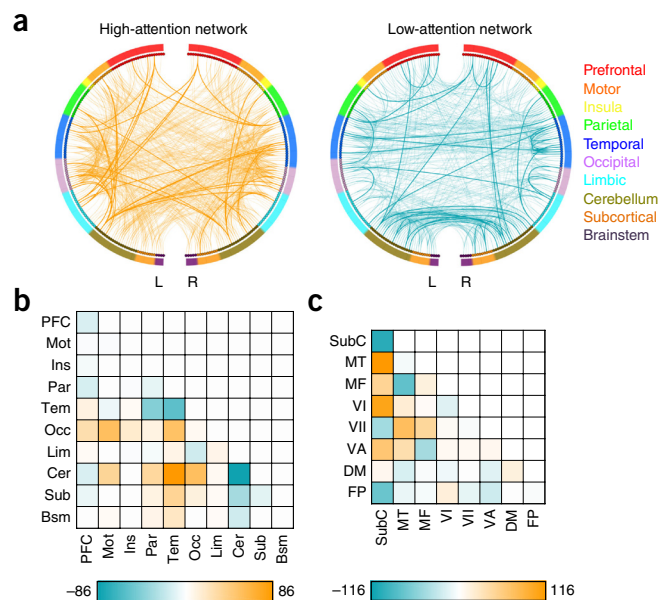 a
High-attention network
Low-attention network
Prefrontal
Motor
Insula
Parietal
Temporal
Occipital
Limbic
Cerebellum
Subcortical
Brainstem
L R
L R
b
PFC
Mot
Ins
Par
Tem
Occ
Lim
Cer
Sub
Bsm
PFC Mot Ins Par Tem Occ Lim Cer Sub Bsm
−86 86
c
SubC
MT
MF
VI
VII
VA
DM
FP
SubC MT MF VI VII VA DM FP
−116 116